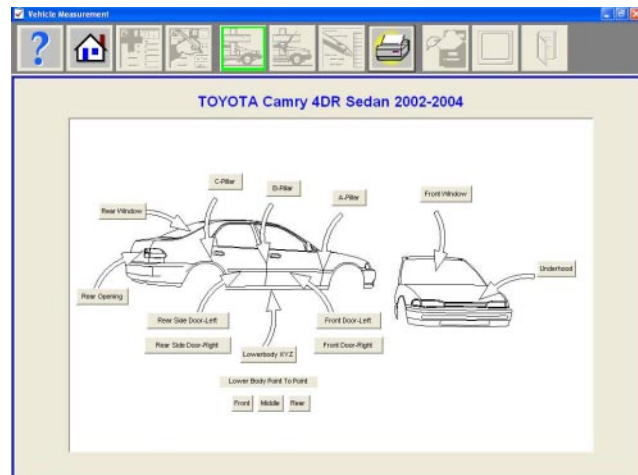 Vehicle Measurement
?
TOYOTA Camry 4DR Sedan 2002-2004
C-Pillar
B-Pillar
A-Pillar
Front Window
Rear Window
Underhood
Rear Opening
Rear Side Door-Left
Front Door-Left
Rear Side Door-Right
Front Door-Right
Lowerbody XYZ
Lower Body Point To Point
Front Middle Rear